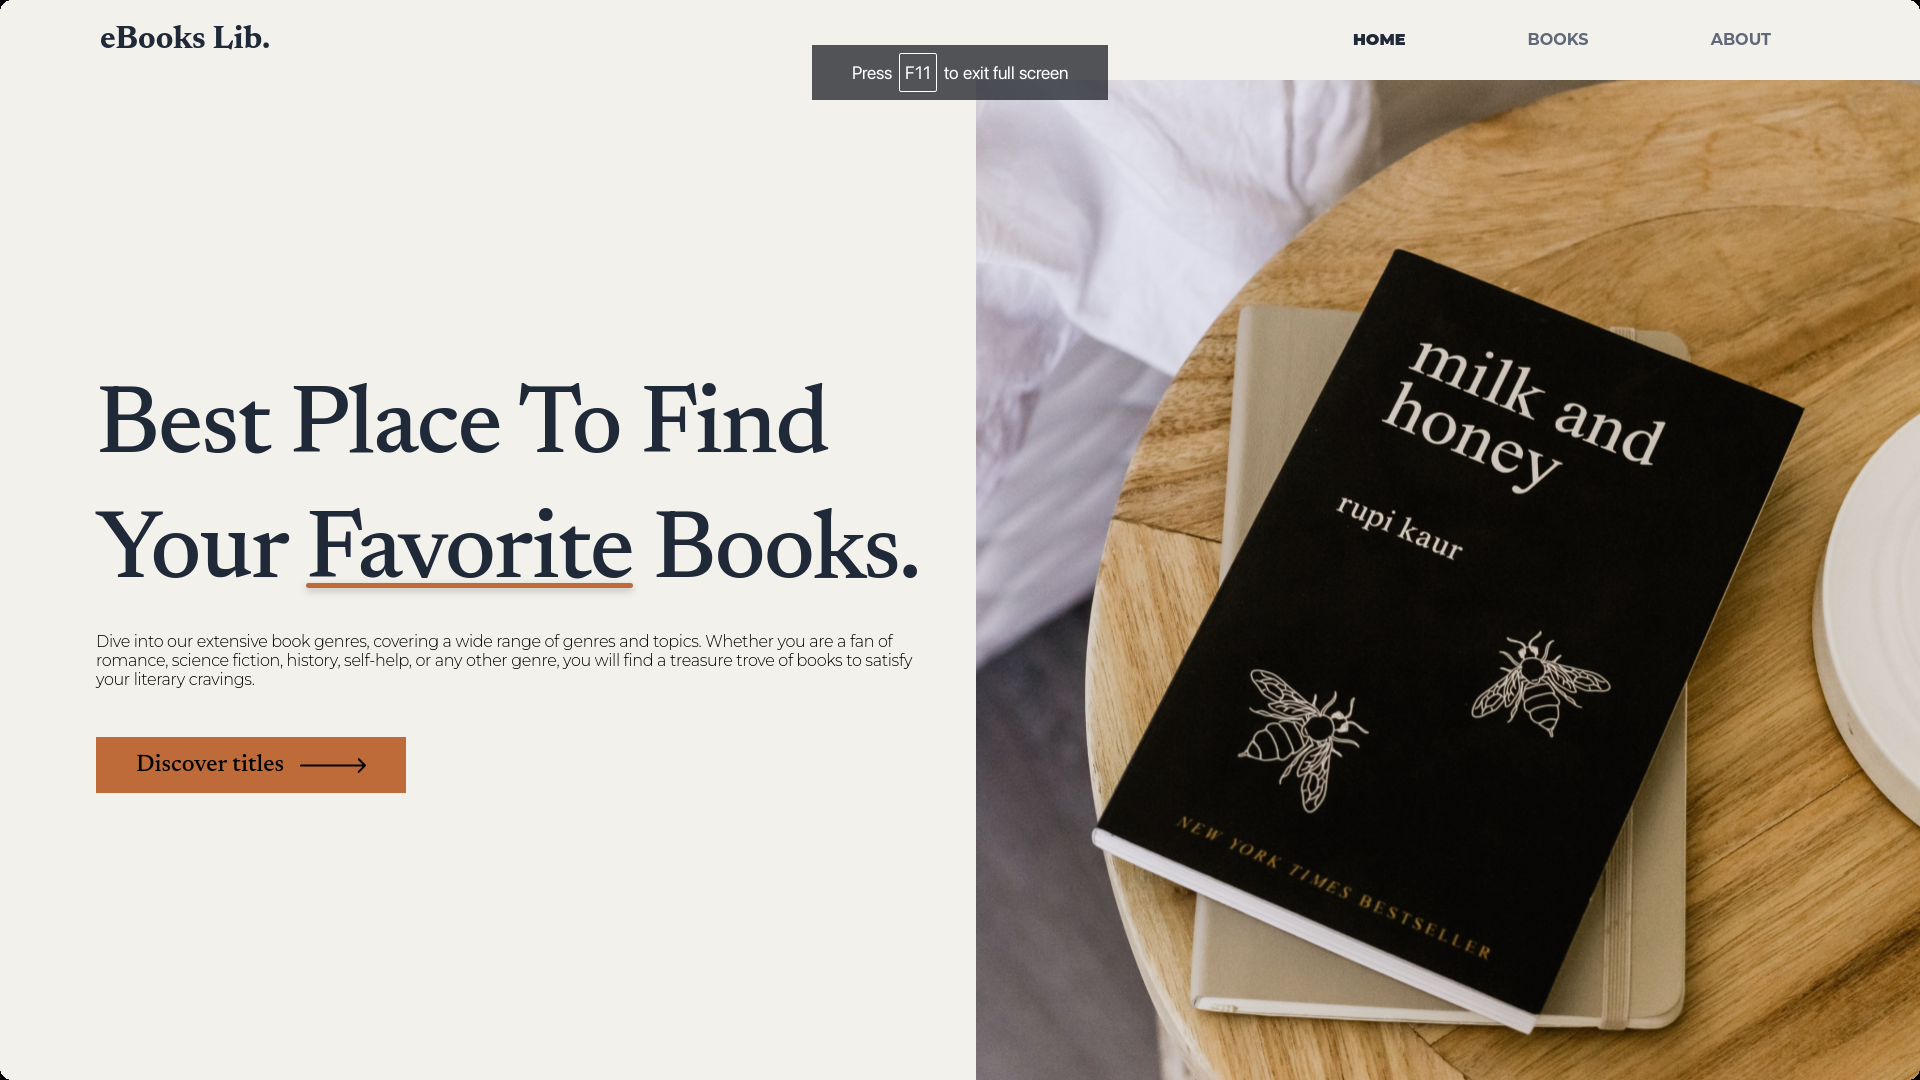 eBooks Lib.
HOME BOOKS ABOUT
Press F11 to exit full screen
Best Place To Find
Your Favorite Books.
Dive into our extensive book genres, covering a wide range of genres and topics. Whether you are a fan of
romance, science fiction, history, self-help, or any other genre, you will find a treasure trove of books to satisfy
your literary cravings.
Discover titles
milk and
honey
rupi kaur
NEW YORK TIMES BESTSELLER